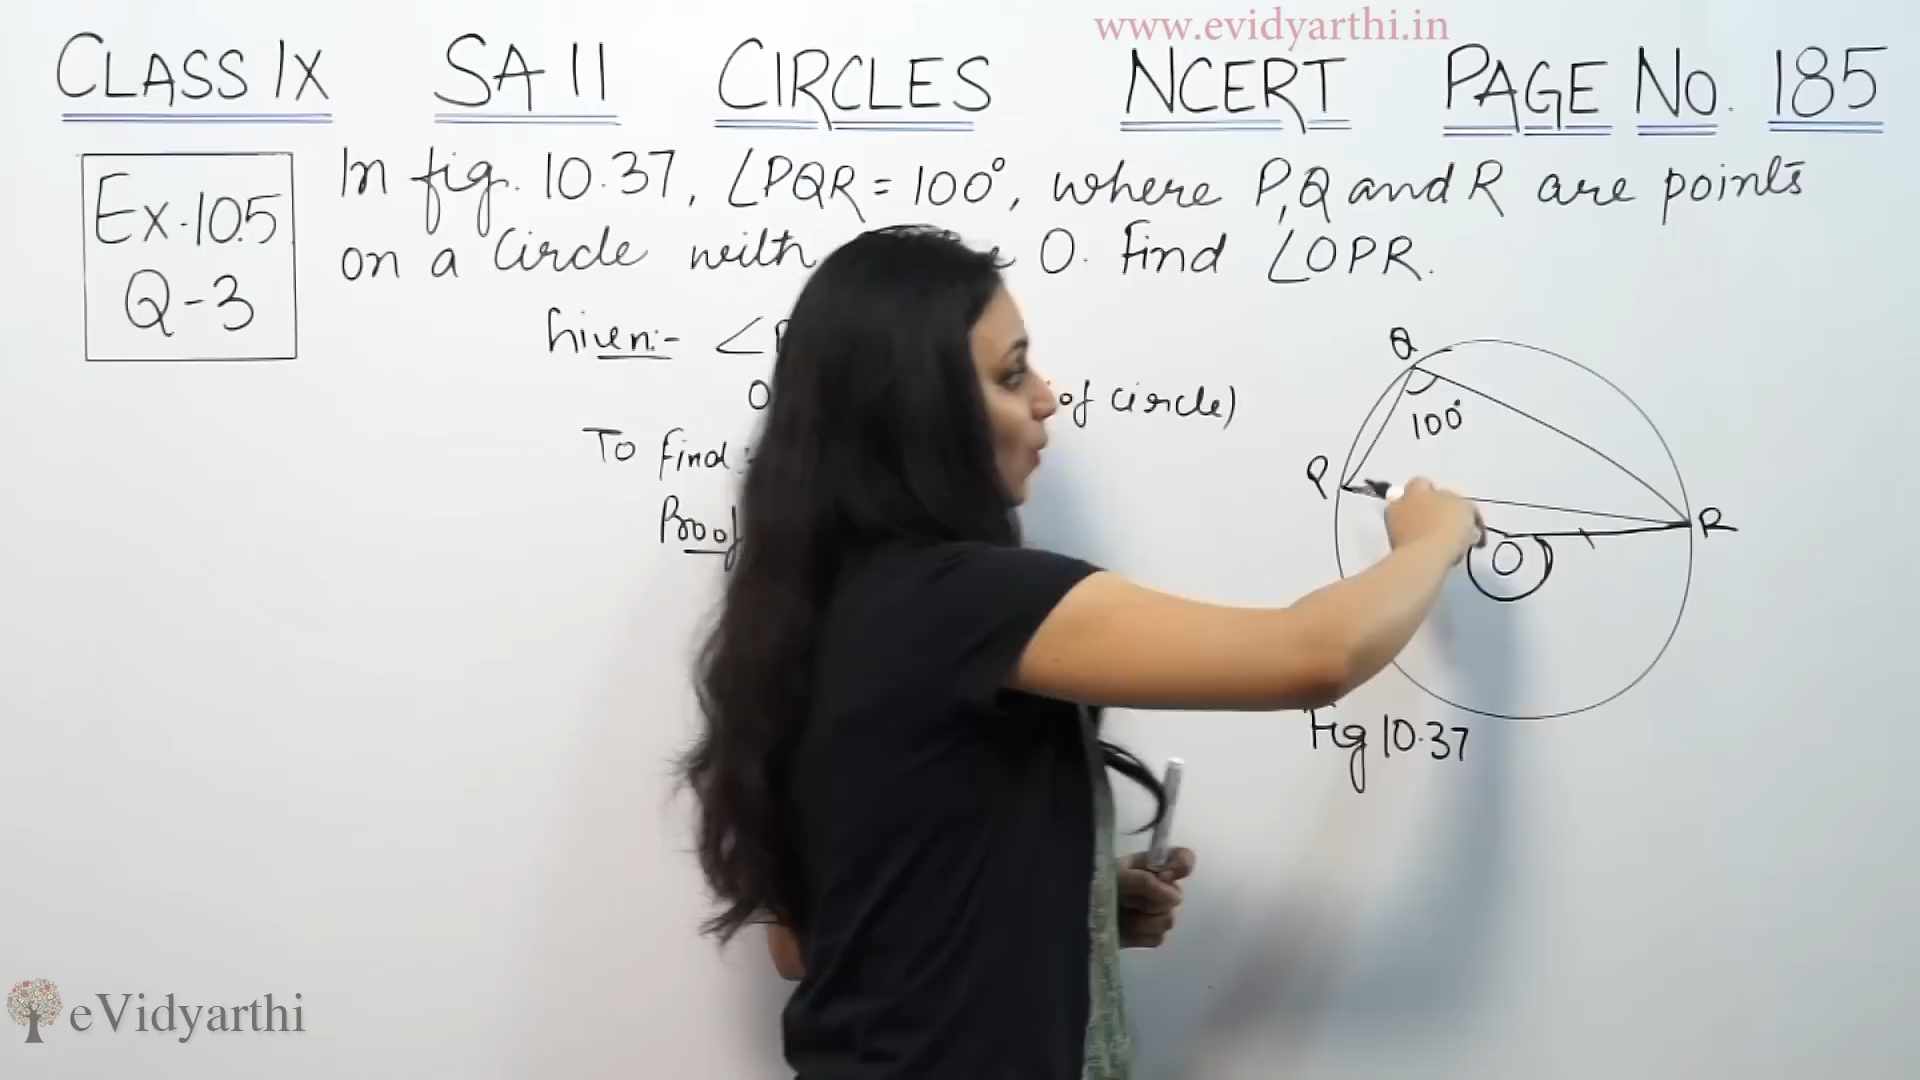 www.evidyarthi.in
CLASS IX SA II CIRCLES NCERT PAGE No. 185
Ex-10.5
Q-3
In fig. 10.37, ∠PQR = 100°, where P, Q and R are points
on a circle with O. Find ∠OPR.
Given:- ∠P
O of circle)
To find :-
Proof
Q
100°
P
R
O
Fig 10.37
eVidyarthi